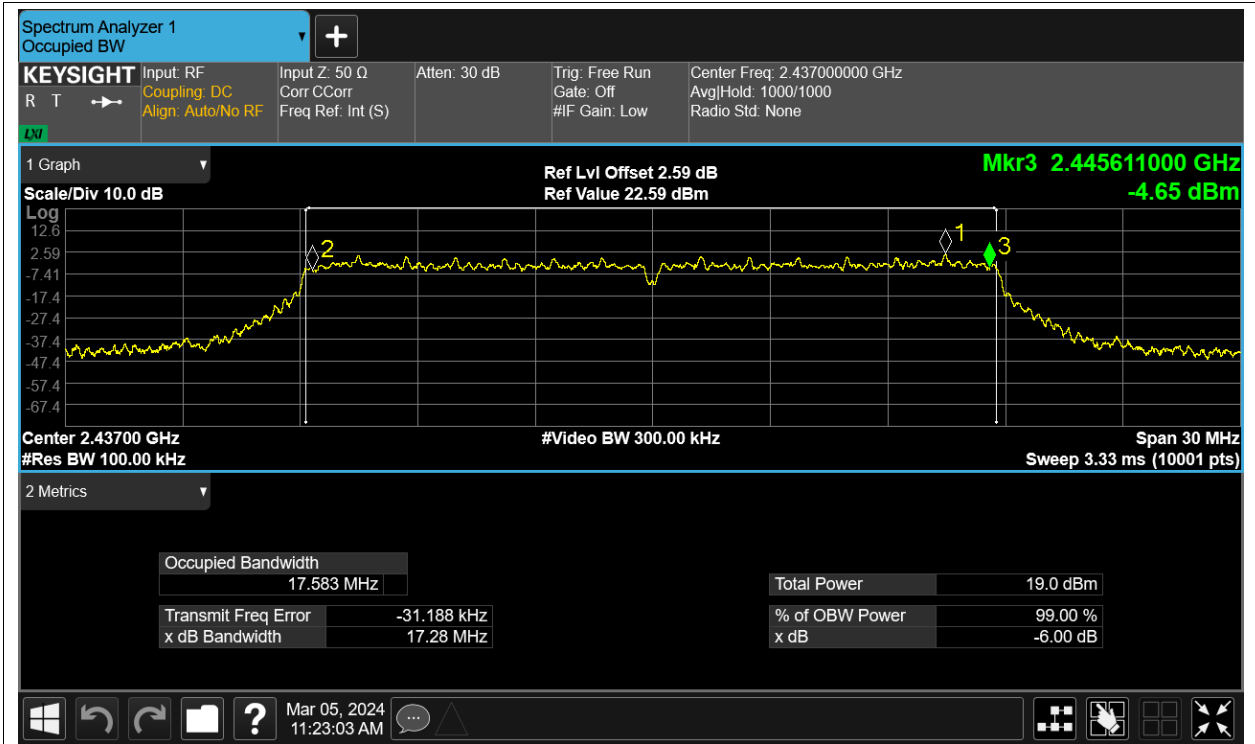 Spectrum Analyzer 1
Occupied BW
KEYSIGHT
R T
LXI
Input: RF
Coupling: DC
Align: Auto/No RF
Input Z: 50 Ω
Corr CCorr
Freq Ref: Int (S)
Atten: 30 dB
Trig: Free Run
Gate: Off
#IF Gain: Low
Center Freq: 2.437000000 GHz
Avg|Hold: 1000/1000
Radio Std: None
1 Graph
Scale/Div 10.0 dB
Ref Lvl Offset 2.59 dB
Ref Value 22.59 dBm
Mkr3 2.445611000 GHz
-4.65 dBm
Log
12.6
2.59
-7.41
-17.4
-27.4
-37.4
-47.4
-57.4
-67.4
2
1
3
Center 2.43700 GHz
#Res BW 100.00 kHz
#Video BW 300.00 kHz
Span 30 MHz
Sweep 3.33 ms (10001 pts)
2 Metrics
Occupied Bandwidth
17.583 MHz
Transmit Freq Error -31.188 kHz
x dB Bandwidth 17.28 MHz
Total Power 19.0 dBm
% of OBW Power 99.00 %
x dB -6.00 dB
?
Mar 05, 2024
11:23:03 AM